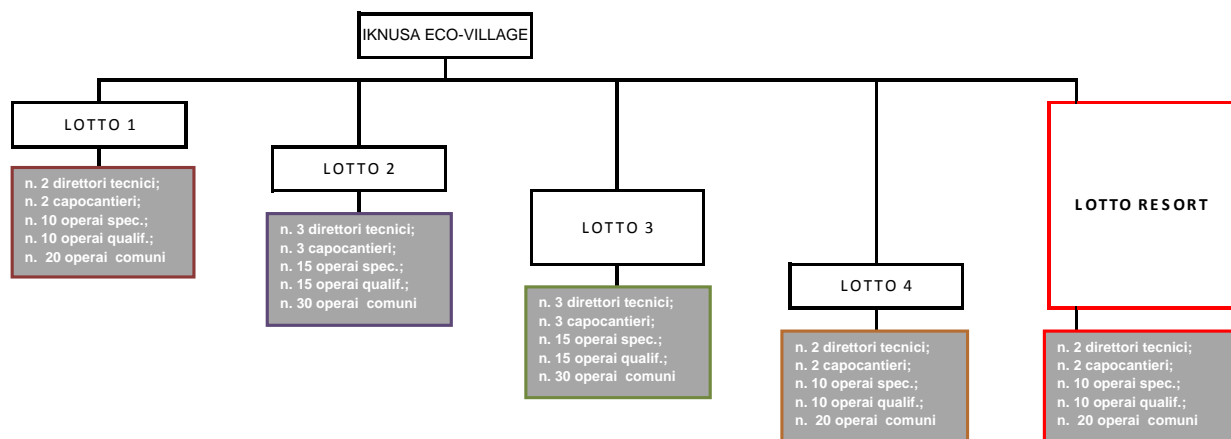 IKNUSA ECO-VILLAGE
LOTTO 1
n. 2 direttori tecnici;
n. 2 capocantieri;
n. 10 operai spec.;
n. 10 operai qualif.;
n. 20 operai comuni
LOTTO 2
n. 3 direttori tecnici;
n. 3 capocantieri;
n. 15 operai spec.;
n. 15 operai qualif.;
n. 30 operai comuni
LOTTO 3
n. 3 direttori tecnici;
n. 3 capocantieri;
n. 15 operai spec.;
n. 15 operai qualif.;
n. 30 operai comuni
LOTTO 4
n. 2 direttori tecnici;
n. 2 capocantieri;
n. 10 operai spec.;
n. 10 operai qualif.;
n. 20 operai comuni
LOTTO RESORT
n. 2 direttori tecnici;
n. 2 capocantieri;
n. 10 operai spec.;
n. 10 operai qualif.;
n. 20 operai comuni